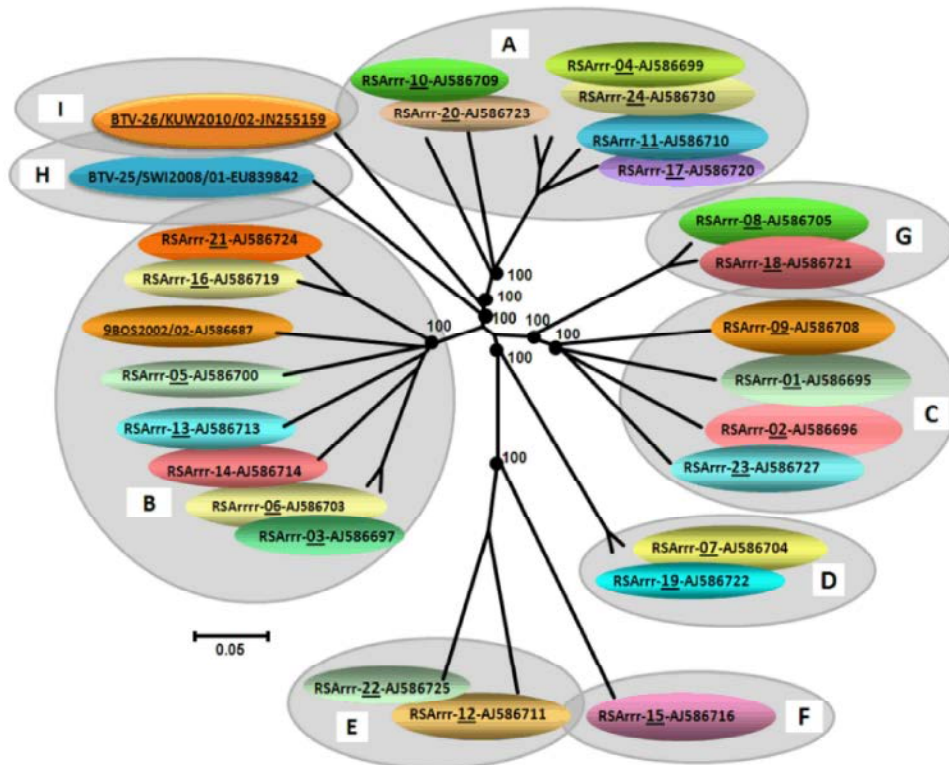 A
RSArrr-10-AJ586709
RSArrr-20-AJ586723
RSArrr-04-AJ586699
RSArrr-24-AJ586730
RSArrr-11-AJ586710
RSArrr-17-AJ586720
I
BTV-26/KUW2010/02-JN255159
H
BTV-25/SWI2008/01-EU839842
RSArrr-21-AJ586724
RSArrr-16-AJ586719
9BOS2002/02-AJ586687
RSArrr-05-AJ586700
RSArrr-13-AJ586713
RSArrr-14-AJ586714
RSArrrr-06-AJ586703
RSArrr-03-AJ586697
B
RSArrr-08-AJ586705
RSArrr-18-AJ586721
G
RSArrr-09-AJ586708
RSArrr-01-AJ586695
RSArrr-02-AJ586696
RSArrr-23-AJ586727
C
100
100
100
100
100
100
100
100
RSArrr-07-AJ586704
RSArrr-19-AJ586722
D
0.05
RSArrr-22-AJ586725
RSArrr-12-AJ586711
E
RSArrr-15-AJ586716
F